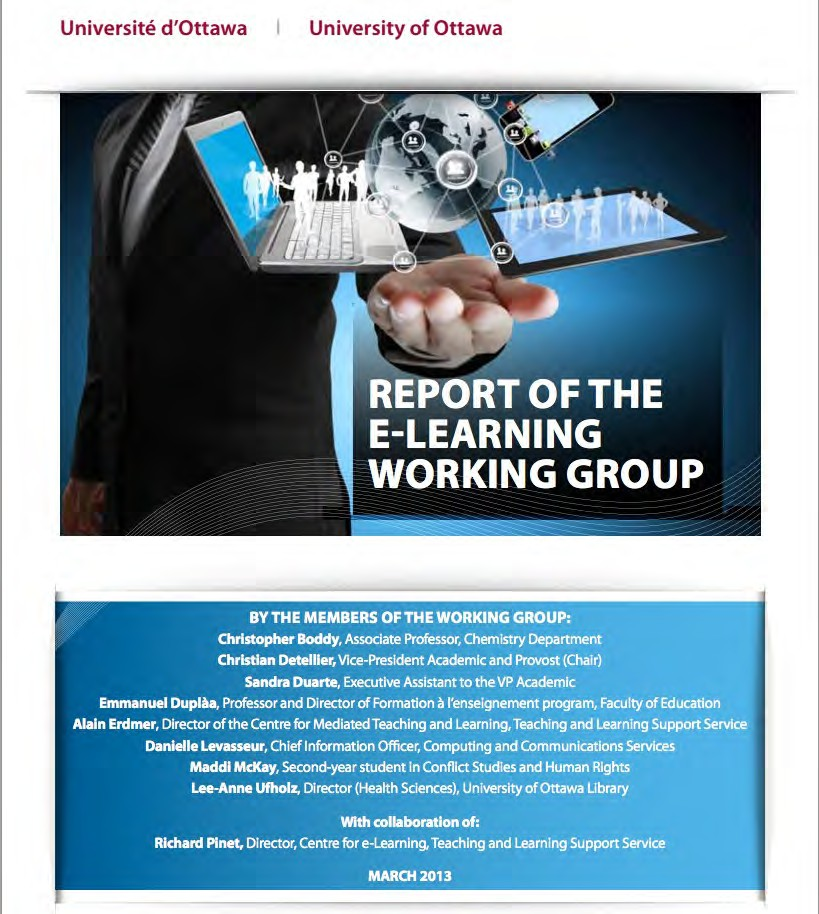 Université d'Ottawa | University of Ottawa
REPORT OF THE
E-LEARNING
WORKING GROUP
BY THE MEMBERS OF THE WORKING GROUP:
Christopher Boddy, Associate Professor, Chemistry Department
Christian Detellier, Vice-President Academic and Provost (Chair)
Sandra Duarte, Executive Assistant to the VP Academic
Emmanuel Duplàa, Professor and Director of Formation à l'enseignement program, Faculty of Education
Alain Erdmer, Director of the Centre for Mediated Teaching and Learning, Teaching and Learning Support Service
Danielle Levasseur, Chief Information Officer, Computing and Communications Services
Maddi McKay, Second-year student in Conflict Studies and Human Rights
Lee-Anne Ufholz, Director (Health Sciences), University of Ottawa Library
With collaboration of:
Richard Pinet, Director, Centre for e-Learning, Teaching and Learning Support Service
MARCH 2013